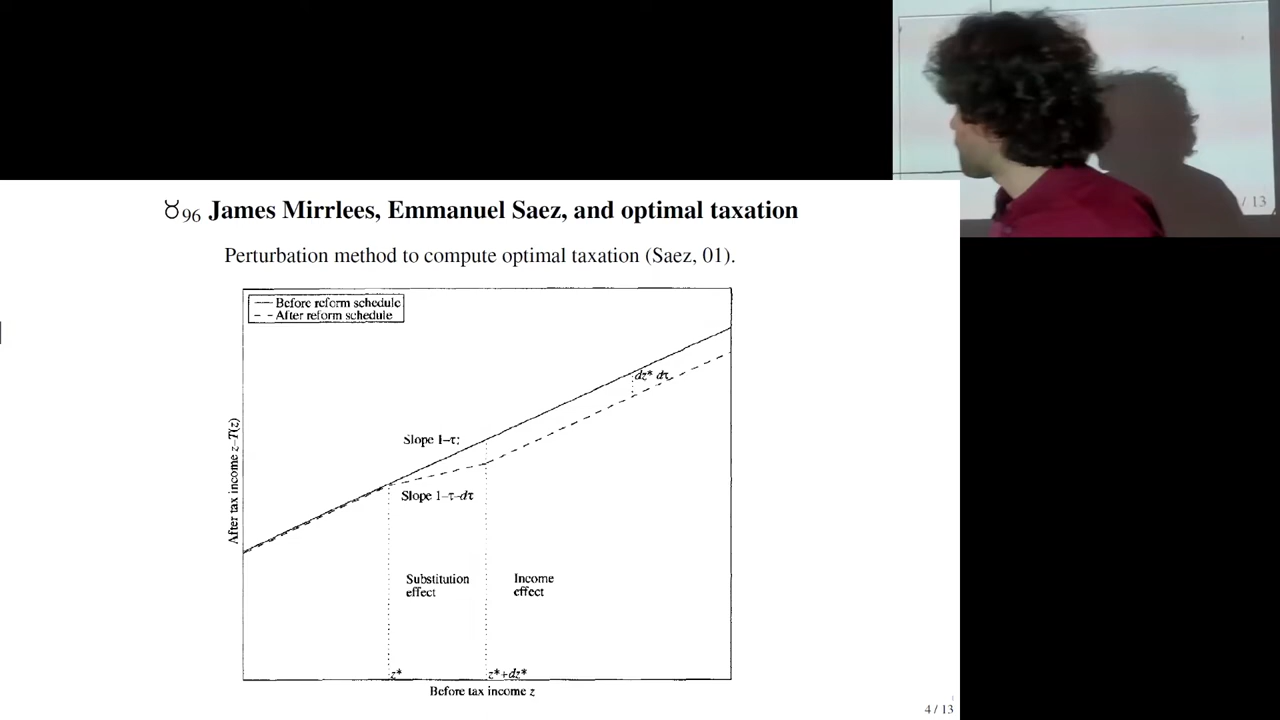 ♉96 James Mirrlees, Emmanuel Saez, and optimal taxation
Perturbation method to compute optimal taxation (Saez, 01).
Before reform schedule
After reform schedule
dz* dτ
Slope 1–τ;
Slope 1–τ–dτ
After tax income z–T(z)
Substitution
effect
Income
effect
z*
z*+dz*
Before tax income z
4 / 13
/ 13